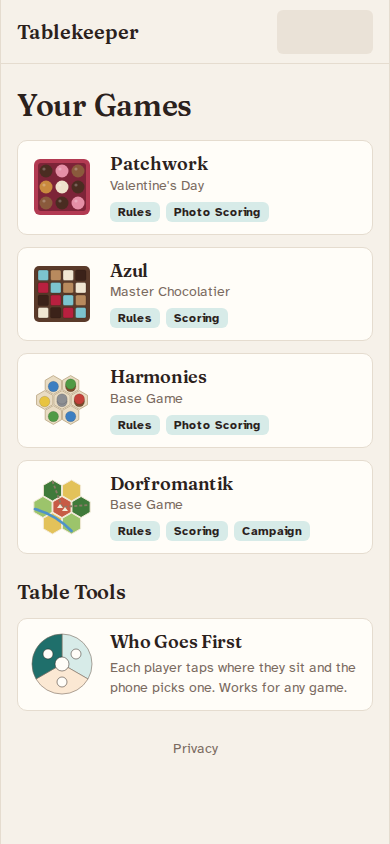 Tablekeeper
Your Games
Patchwork
Valentine's Day
Rules
Photo Scoring
Azul
Master Chocolatier
Rules
Scoring
Harmonies
Base Game
Rules
Photo Scoring
Dorfromantik
Base Game
Rules
Scoring
Campaign
Table Tools
Who Goes First
Each player taps where they sit and the
phone picks one. Works for any game.
Privacy